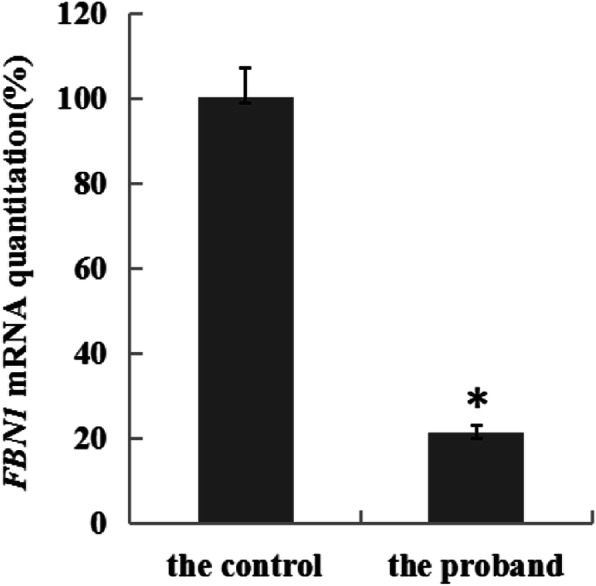 FBN1 mRNA quantitation(%)
120
100
80
60
40
20
0
*
the control
the proband